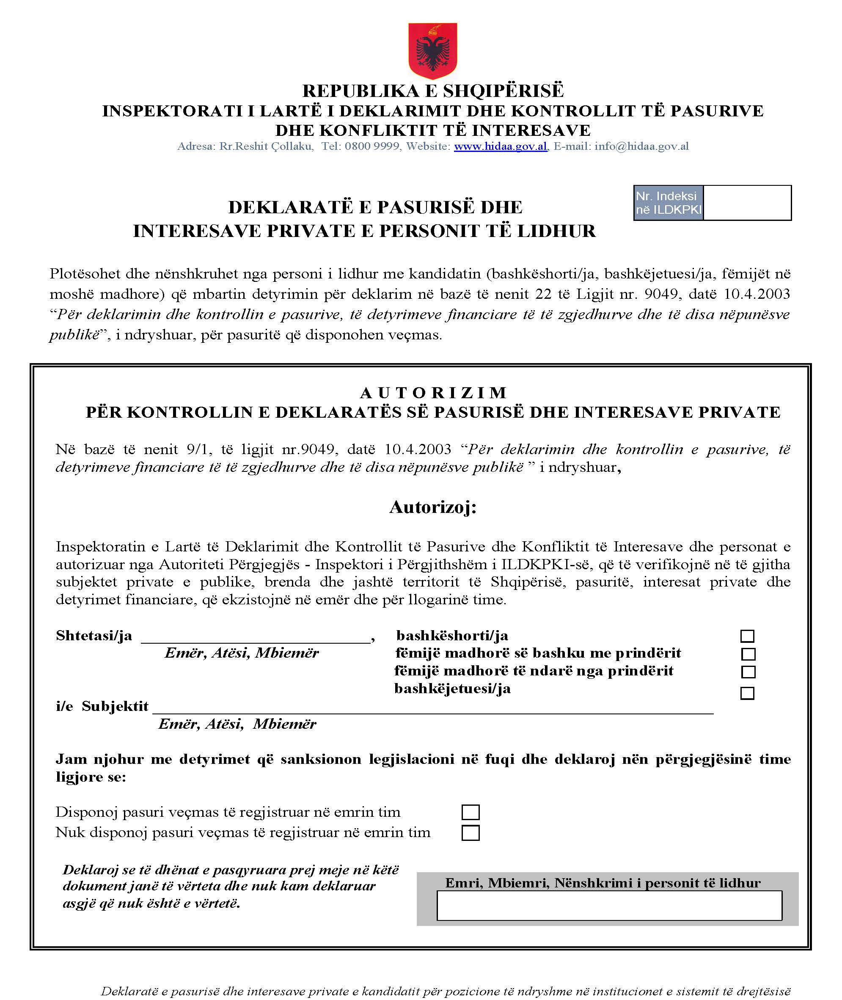 REPUBLIKA E SHQIPËRISË
INSPEKTORATI I LARTË I DEKLARIMIT DHE KONTROLLIT TË PASURIVE
DHE KONFLIKTIT TË INTERESAVE
Adresa: Rr.Reshit Çollaku, Tel: 0800 9999, Website: www.hidaa.gov.al, E-mail: info@hidaa.gov.al
Nr. Indeksi
në ILDKPKI
DEKLARATË E PASURISË DHE
INTERESAVE PRIVATE E PERSONIT TË LIDHUR
Plotësohet dhe nënshkruhet nga personi i lidhur me kandidatin (bashkëshorti/ja, bashkëjetuesi/ja, fëmijët në
moshë madhore) që mbartin detyrimin për deklarim në bazë të nenit 22 të Ligjit nr. 9049, datë 10.4.2003
“Për deklarimin dhe kontrollin e pasurive, të detyrimeve financiare të të zgjedhurve dhe të disa nëpunësve
publikë”, i ndryshuar, për pasuritë që disponohen veçmas.
A U T O R I Z I M
PËR KONTROLLIN E DEKLARATËS SË PASURISË DHE INTERESAVE PRIVATE
Në bazë të nenit 9/1, të ligjit nr.9049, datë 10.4.2003 “Për deklarimin dhe kontrollin e pasurive, të
detyrimeve financiare të të zgjedhurve dhe të disa nëpunësve publikë ” i ndryshuar,
Autorizoj:
Inspektoratin e Lartë të Deklarimit dhe Kontrollit të Pasurive dhe Konfliktit të Interesave dhe personat e
autorizuar nga Autoriteti Përgjegjës - Inspektori i Përgjithshëm i ILDKPKI-së, që të verifikojnë në të gjitha
subjektet private e publike, brenda dhe jashtë territorit të Shqipërisë, pasuritë, interesat private dhe
detyrimet financiare, që ekzistojnë në emër dhe për llogarinë time.
Shtetasi/ja ____________________________, bashkëshorti/ja
Emër, Atësi, Mbiemër fëmijë madhorë së bashku me prindërit
fëmijë madhorë të ndarë nga prindërit
bashkëjetuesi/ja
i/e Subjektit ____________________________________________________________________
Emër, Atësi, Mbiemër
Jam njohur me detyrimet që sanksionon legjislacioni në fuqi dhe deklaroj nën përgjegjësinë time
ligjore se:
Disponoj pasuri veçmas të regjistruar në emrin tim
Nuk disponoj pasuri veçmas të regjistruar në emrin tim
Deklaroj se të dhënat e pasqyruara prej meje në këtë
dokument janë të vërteta dhe nuk kam deklaruar
asgjë që nuk është e vërtetë.
Emri, Mbiemri, Nënshkrimi i personit të lidhur
Deklaratë e pasurisë dhe interesave private e kandidatit për pozicione të ndryshme në institucionet e sistemit të drejtësisë